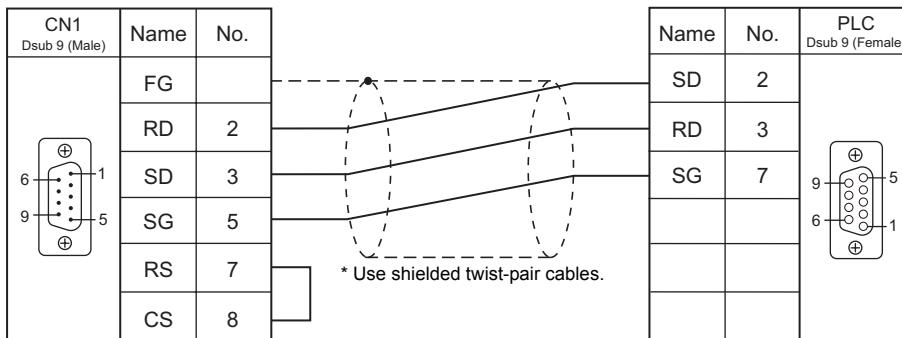 CN1
Dsub 9 (Male)
Name No.
FG
RD 2
SD 3
SG 5
RS 7
CS 8
6
1
9
5
* Use shielded twist-pair cables.
Name No.
SD 2
RD 3
SG 7
PLC
Dsub 9 (Female
9
5
6
1